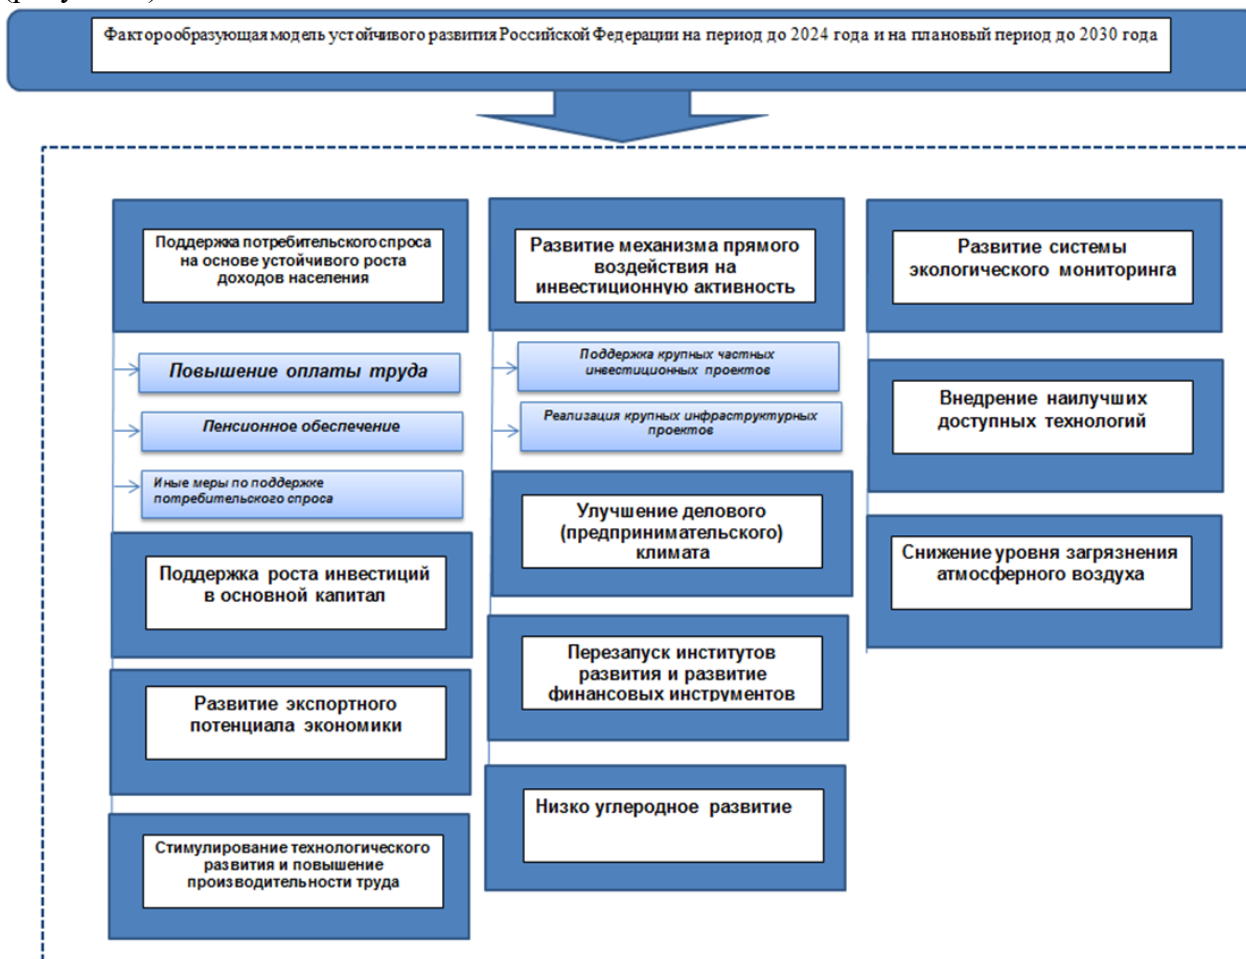 Факторообразующая модель устойчивого развития Российской Федерации на период до 2024 года и на плановый период до 2030 года
Поддержка потребительского спроса
на основе устойчивого роста
доходов населения
Повышение оплаты труда
Пенсионное обеспечение
Иные меры по поддержке
потребительского спроса
Поддержка роста инвестиций
в основной капитал
Развитие экспортного
потенциала экономики
Стимулирование технологического
развития и повышение
производительности труда
Развитие механизма прямого
воздействия на
инвестиционную активность
Поддержка крупных частных
инвестиционных проектов
Реализация крупных инфраструктурных
проектов
Улучшение делового
(предпринимательского)
климата
Перезапуск институтов
развития и развитие
финансовых инструментов
Низко углеродное развитие
Развитие системы
экологического мониторинга
Внедрение наилучших
доступных технологий
Снижение уровня загрязнения
атмосферного воздуха